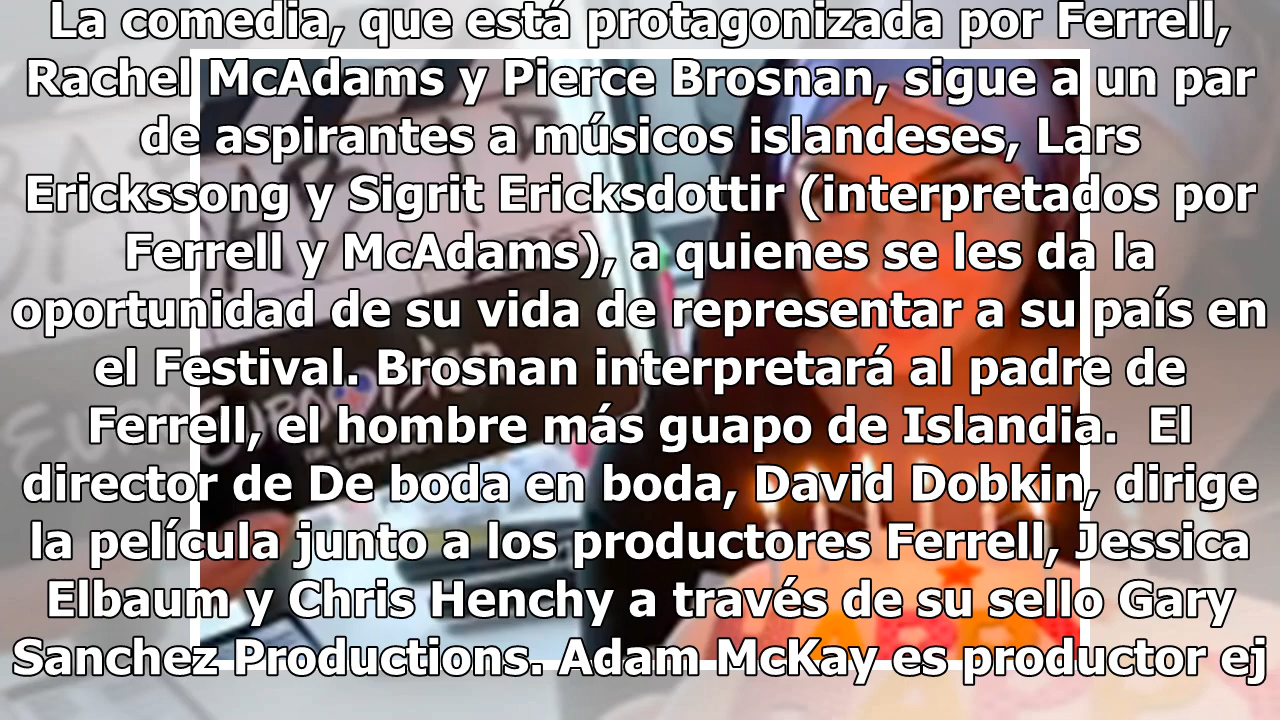 La comedia, que está protagonizada por Ferrell,
Rachel McAdams y Pierce Brosnan, sigue a un par
de aspirantes a músicos islandeses, Lars
Erickssong y Sigrit Ericksdottir (interpretados por
Ferrell y McAdams), a quienes se les da la
oportunidad de su vida de representar a su país en
el Festival. Brosnan interpretará al padre de
Ferrell, el hombre más guapo de Islandia. El
director de De boda en boda, David Dobkin, dirige
la película junto a los productores Ferrell, Jessica
Elbaum y Chris Henchy a través de su sello Gary
Sanchez Productions. Adam McKay es productor ej